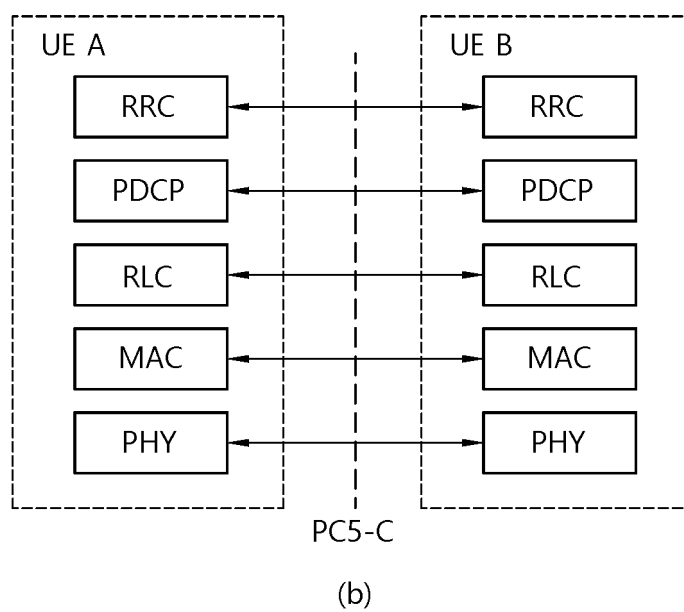 UE A
UE B
RRC
RRC
PDCP
PDCP
RLC
RLC
MAC
MAC
PHY
PHY
PC5-C
(b)